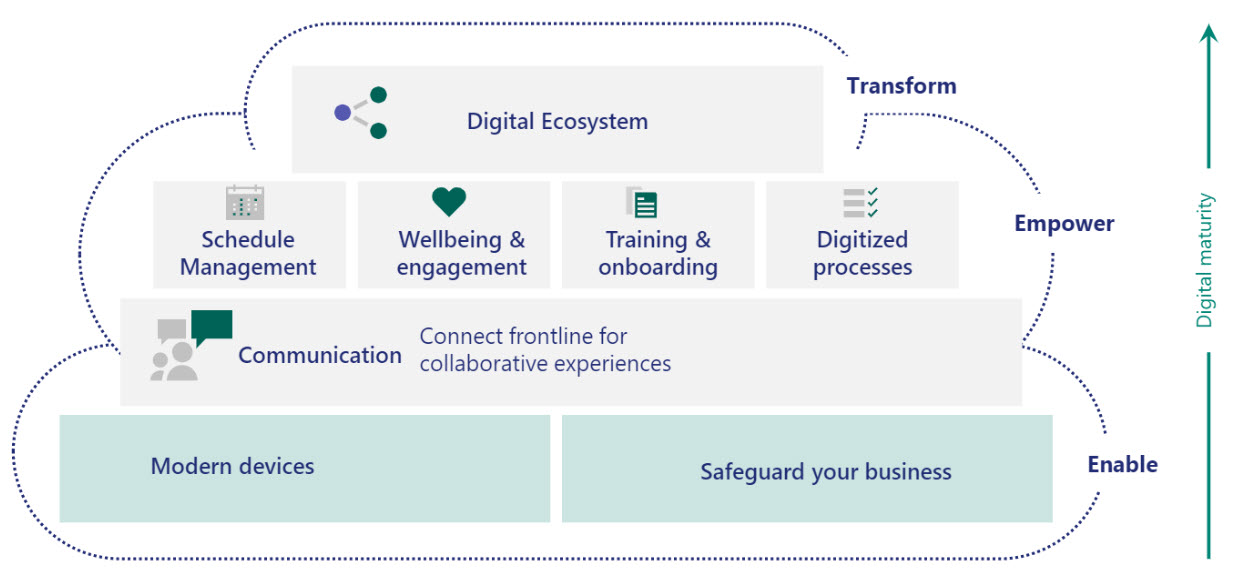 Transform
Digital Ecosystem
Schedule
Management
Wellbeing &
engagement
Training &
onboarding
Digitized
processes
Empower
Digital maturity
Communication
Connect frontline for
collaborative experiences
Modern devices
Safeguard your business
Enable